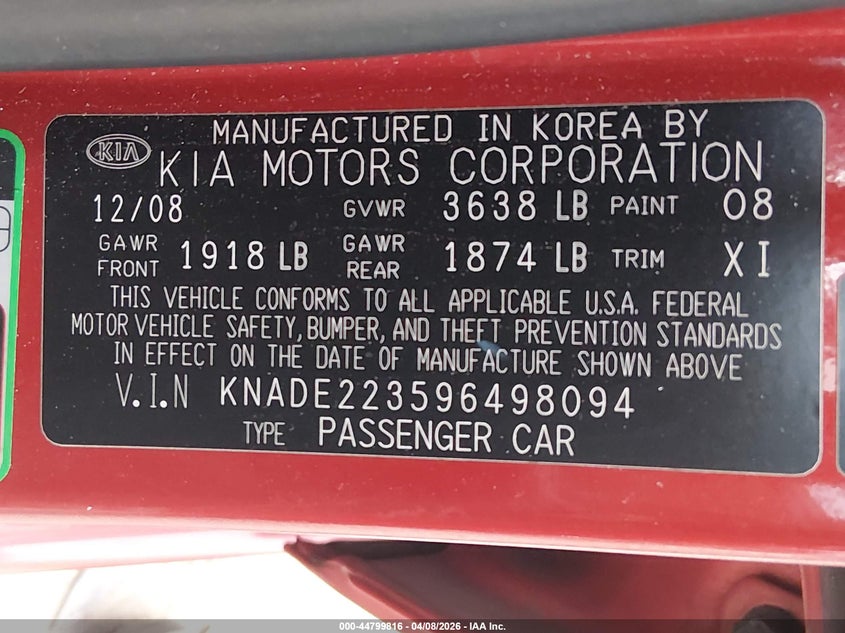 MANUFACTURED IN KOREA BY
KIA KIA MOTORS CORPORATION
12/08 GVWR 3638 LB PAINT 08
GAWR FRONT 1918 LB GAWR REAR 1874 LB TRIM XI
THIS VEHICLE CONFORMS TO ALL APPLICABLE U.S.A. FEDERAL
MOTOR VEHICLE SAFETY, BUMPER, AND THEFT PREVENTION STANDARDS
IN EFFECT ON THE DATE OF MANUFACTURE SHOWN ABOVE
V.I.N KNADE223596498094
TYPE PASSENGER CAR
000-44799816 | 04/08/2026 - IAA Inc.